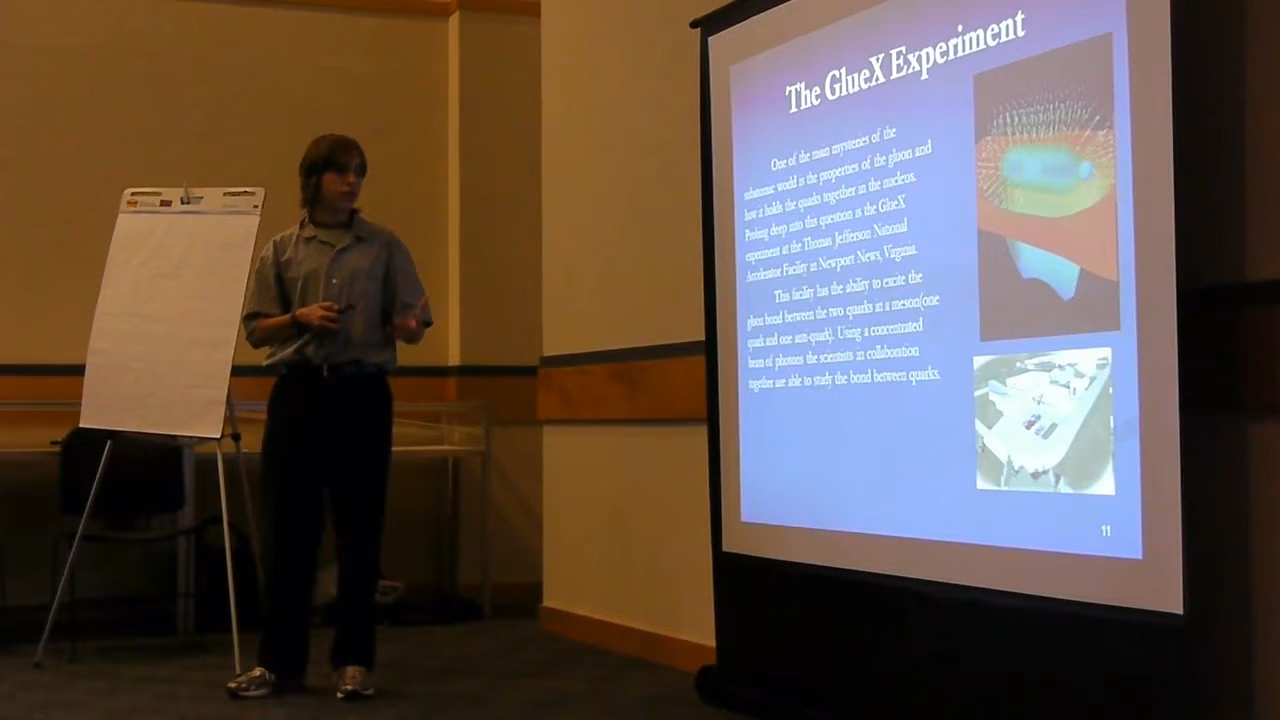 The GlueX Experiment
One of the main mysteries of the
subatomic world is the properties of the gluon and
how it holds the quarks together in the nucleus.
Probing deep into this question is the GlueX
experiment at the Thomas Jefferson National
Accelerator Facility in Newport News, Virginia.
This facility has the ability to excite the
gluon bond between the two quarks in a meson(one
quark and one anti-quark). Using a concentrated
beam of photons the scientists in collaboration
together are able to study the bond between quarks.
11